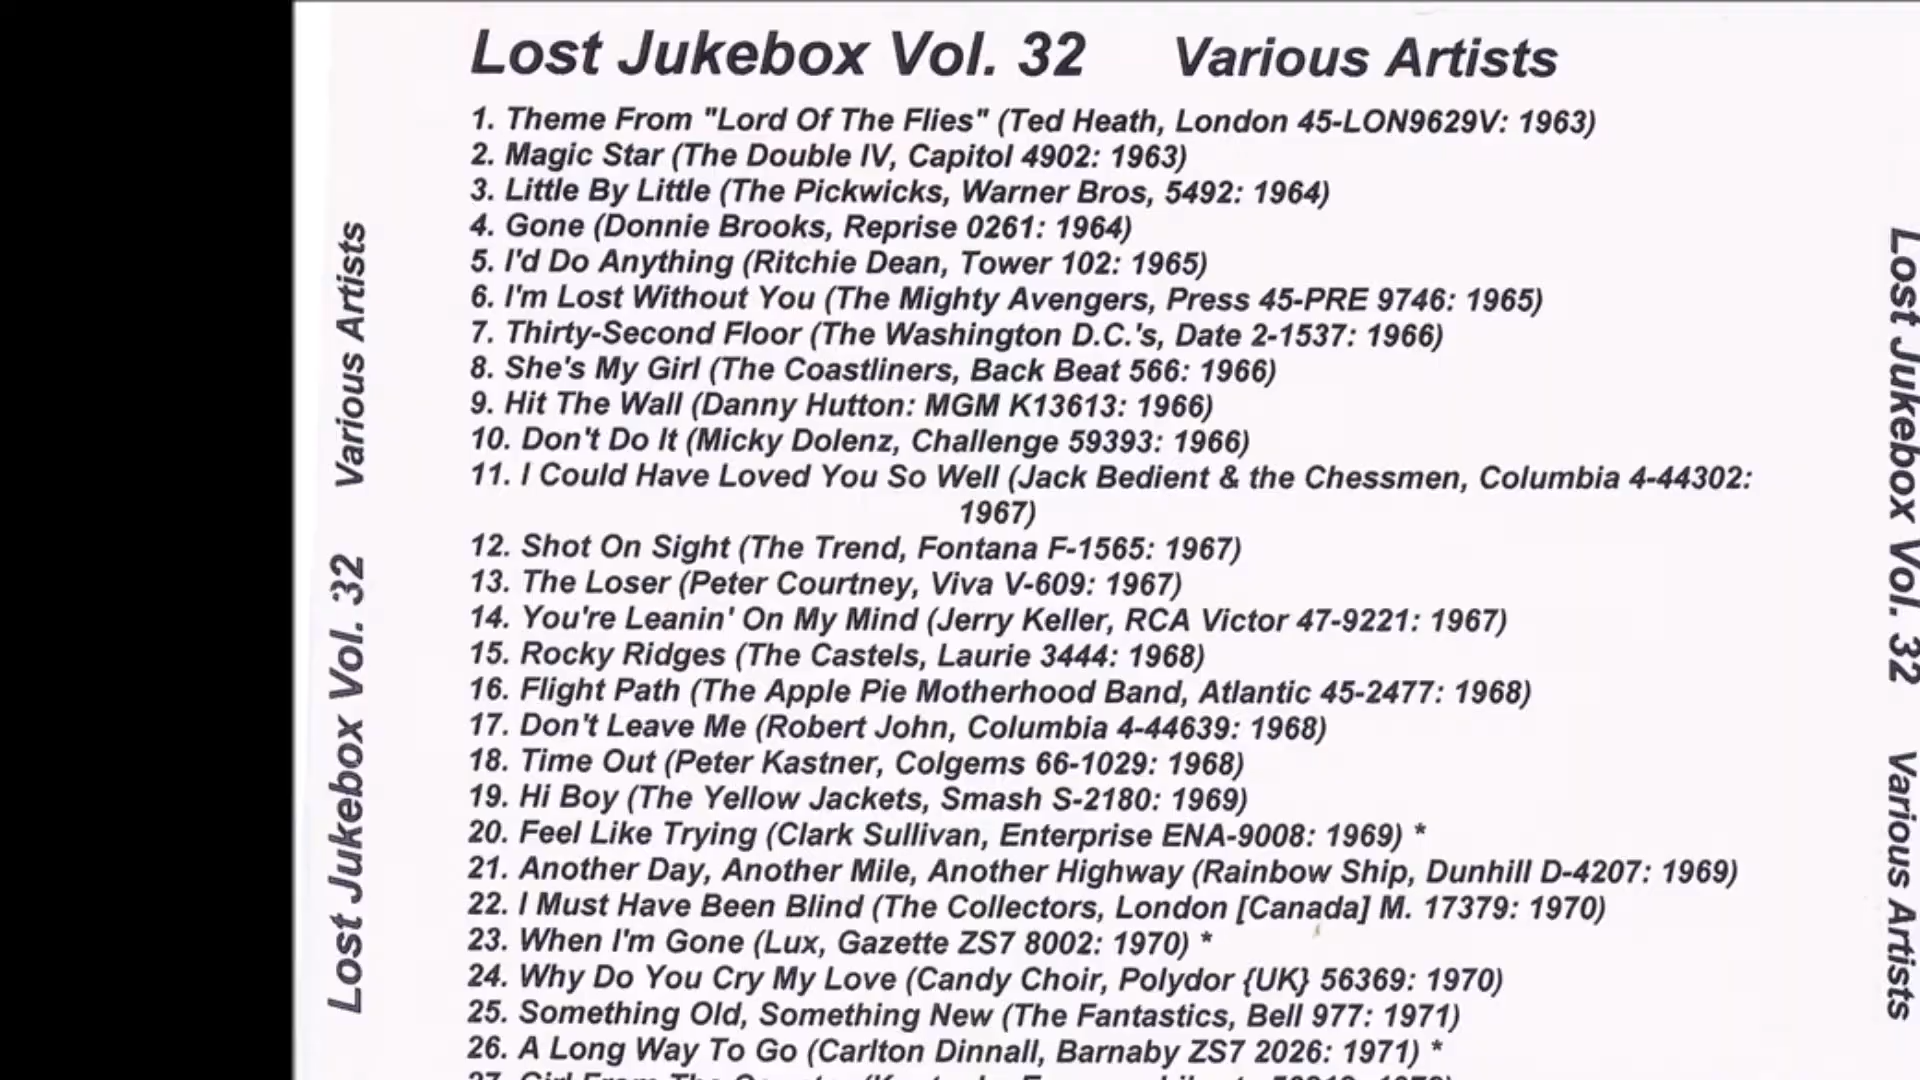 Lost Jukebox Vol. 32 Various Artists
1. Theme From "Lord Of The Flies" (Ted Heath, London 45-LON9629V: 1963)
2. Magic Star (The Double IV, Capitol 4902: 1963)
3. Little By Little (The Pickwicks, Warner Bros, 5492: 1964)
4. Gone (Donnie Brooks, Reprise 0261: 1964)
5. I'd Do Anything (Ritchie Dean, Tower 102: 1965)
6. I'm Lost Without You (The Mighty Avengers, Press 45-PRE 9746: 1965)
7. Thirty-Second Floor (The Washington D.C.'s, Date 2-1537: 1966)
8. She's My Girl (The Coastliners, Back Beat 566: 1966)
9. Hit The Wall (Danny Hutton: MGM K13613: 1966)
10. Don't Do It (Micky Dolenz, Challenge 59393: 1966)
11. I Could Have Loved You So Well (Jack Bedient & the Chessmen, Columbia 4-44302:
1967)
12. Shot On Sight (The Trend, Fontana F-1565: 1967)
13. The Loser (Peter Courtney, Viva V-609: 1967)
14. You're Leanin' On My Mind (Jerry Keller, RCA Victor 47-9221: 1967)
15. Rocky Ridges (The Castels, Laurie 3444: 1968)
16. Flight Path (The Apple Pie Motherhood Band, Atlantic 45-2477: 1968)
17. Don't Leave Me (Robert John, Columbia 4-44639: 1968)
18. Time Out (Peter Kastner, Colgems 66-1029: 1968)
19. Hi Boy (The Yellow Jackets, Smash S-2180: 1969)
20. Feel Like Trying (Clark Sullivan, Enterprise ENA-9008: 1969) *
21. Another Day, Another Mile, Another Highway (Rainbow Ship, Dunhill D-4207: 1969)
22. I Must Have Been Blind (The Collectors, London [Canada] M. 17379: 1970)
23. When I'm Gone (Lux, Gazette ZS7 8002: 1970) *
24. Why Do You Cry My Love (Candy Choir, Polydor {UK} 56369: 1970)
25. Something Old, Something New (The Fantastics, Bell 977: 1971)
26. A Long Way To Go (Carlton Dinnall, Barnaby ZS7 2026: 1971) *
Lost Jukebox Vol. 32 Various Artists
Lost Jukebox Vol. 32 Various Artists